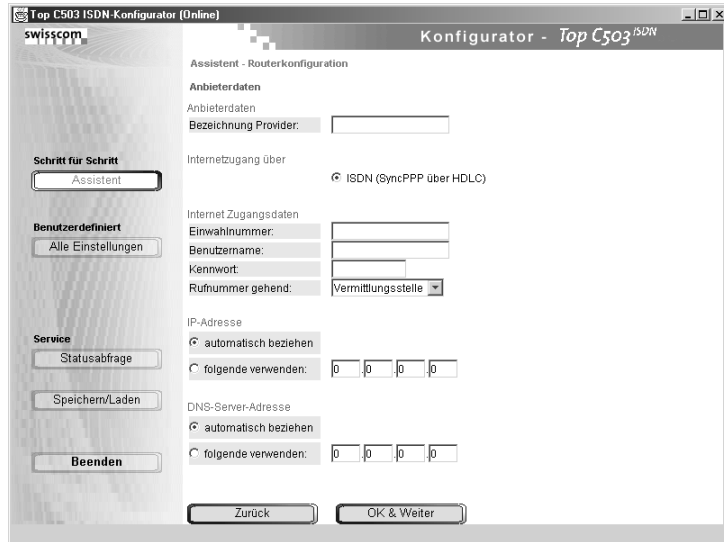 Top C503 ISDN-Konfigurator (Online)
swisscom
Konfigurator - Top C503 ISDN
Assistent - Routerkonfiguration
Anbieterdaten
Anbieterdaten
Bezeichnung Provider:
Schritt für Schritt
Assistent
Internetzugang über
ISDN (SyncPPP über HDLC)
Benutzerdefiniert
Alle Einstellungen
Internet Zugangsdaten
Einwahlnummer:
Benutzername:
Kennwort:
Rufnummer gehend: Vermittlungsstelle
Service
Statusabfrage
Speichern/Laden
Beenden
IP-Adresse
automatisch beziehen
folgende verwenden: 0 .0 .0 .0
DNS-Server-Adresse
automatisch beziehen
folgende verwenden: 0 .0 .0 .0
Zurück
OK & Weiter